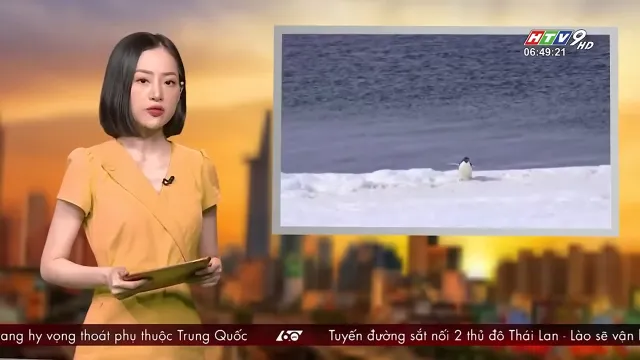 HTV9 HD
06:49:21
ang hy vọng thoát phụ thuộc Trung Quốc 60 Tuyến đường sắt nối 2 thủ đô Thái Lan - Lào sẽ vận